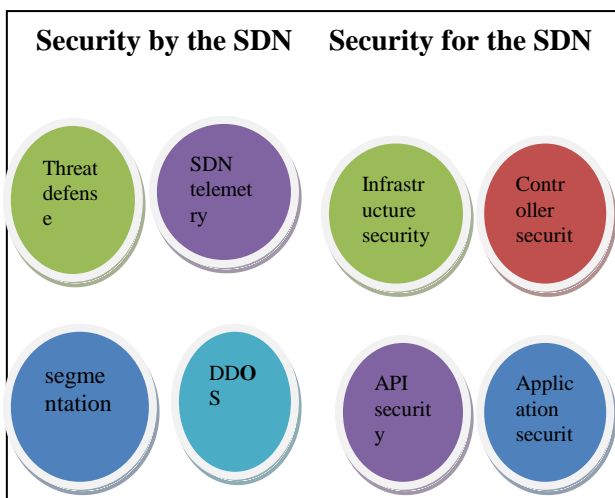 Security by the SDN
Security for the SDN
Threat
defens
e
SDN
telemet
ry
Infrastr
ucture
security
Contr
oller
securit
segme
ntation
DDO
S
API
securit
y
Applic
ation
securit